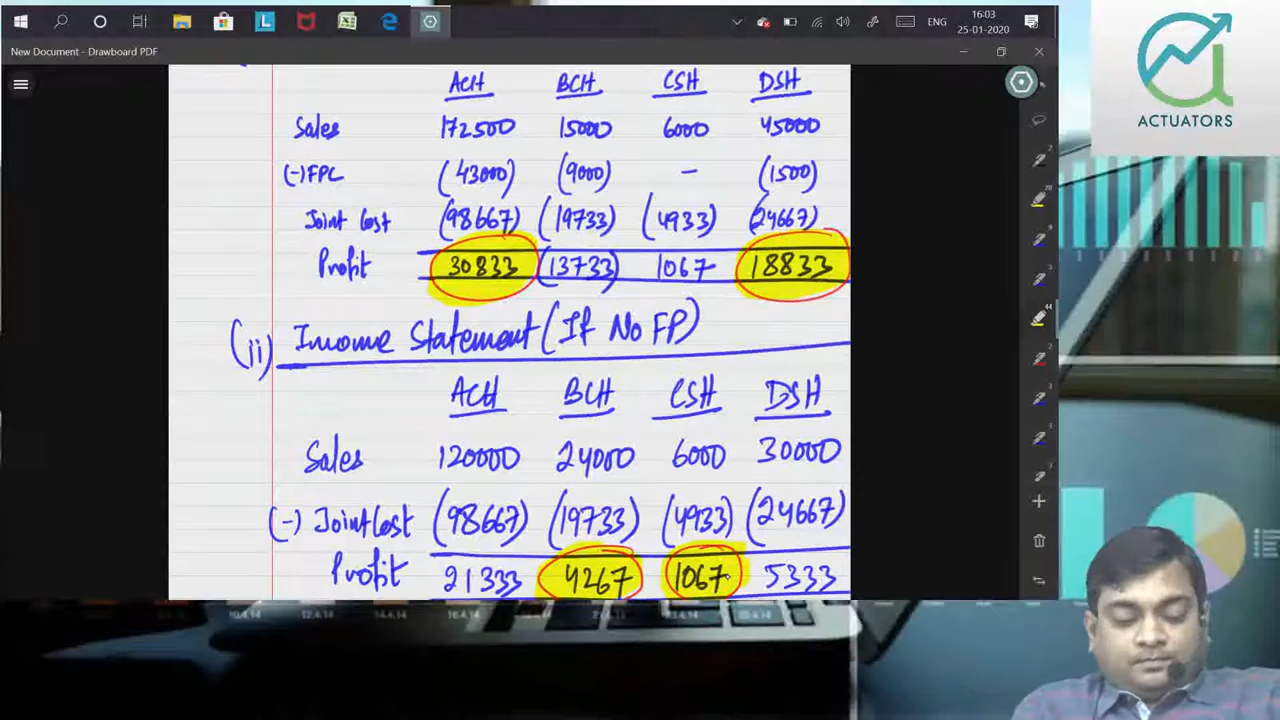 16:03
ENG
25-01-2020
New Document - Drawboard PDF
ACTUATORS
ACH BCH CSH DSH
Sales 172500 15000 6000 45000
(-) FPC (43000) (9000) - (1500)
Joint Cost (98667) (19733) (4933) (24667)
Profit 30833 (13733) 1067 18833
(ii) Income Statement (If No FP)
ACH BCH CSH DSH
Sales 120000 24000 6000 30000
(-) Joint Cost (98667) (19733) (4933) (24667)
Profit 21333 4267 1067 5333